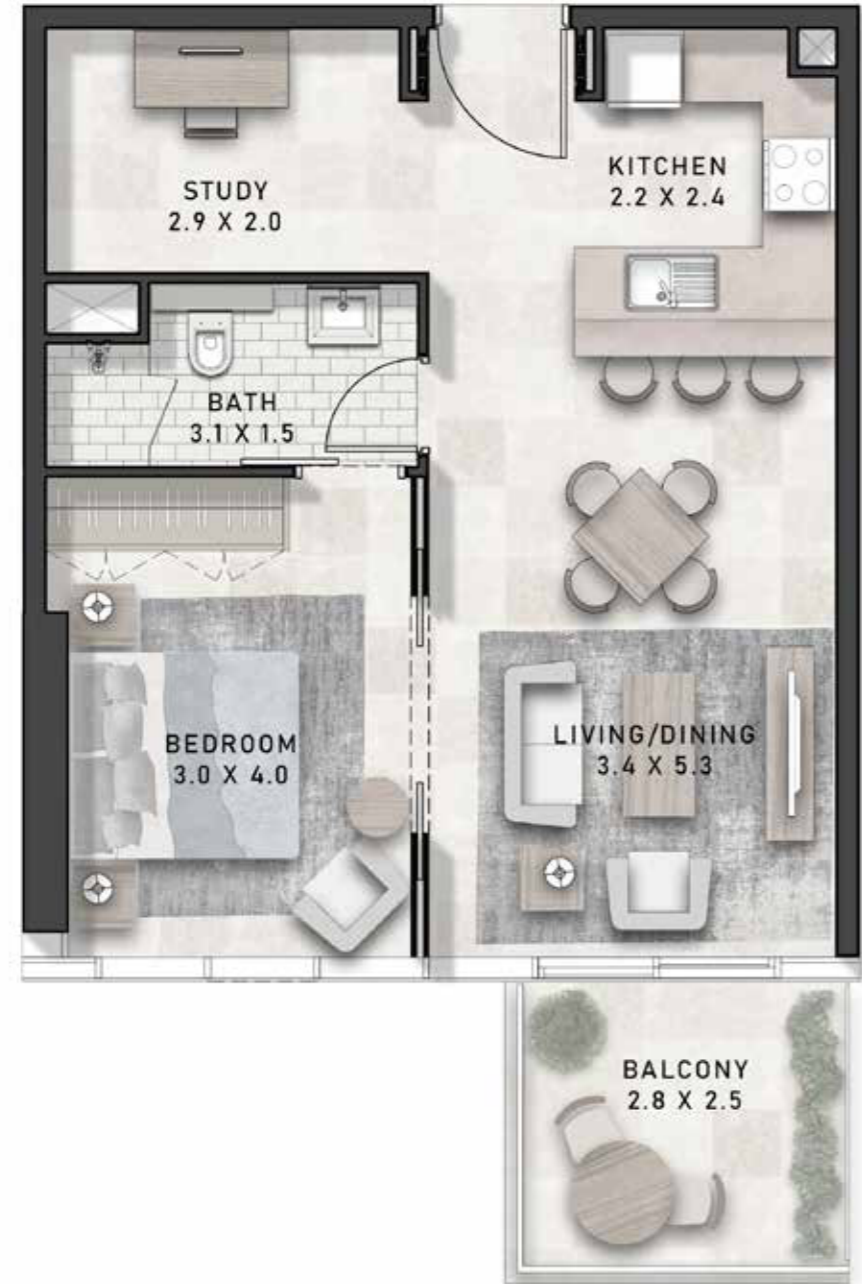 STUDY
2.9 X 2.0
KITCHEN
2.2 X 2.4
BATH
3.1 X 1.5
BEDROOM
3.0 X 4.0
LIVING/DINING
3.4 X 5.3
BALCONY
2.8 X 2.5